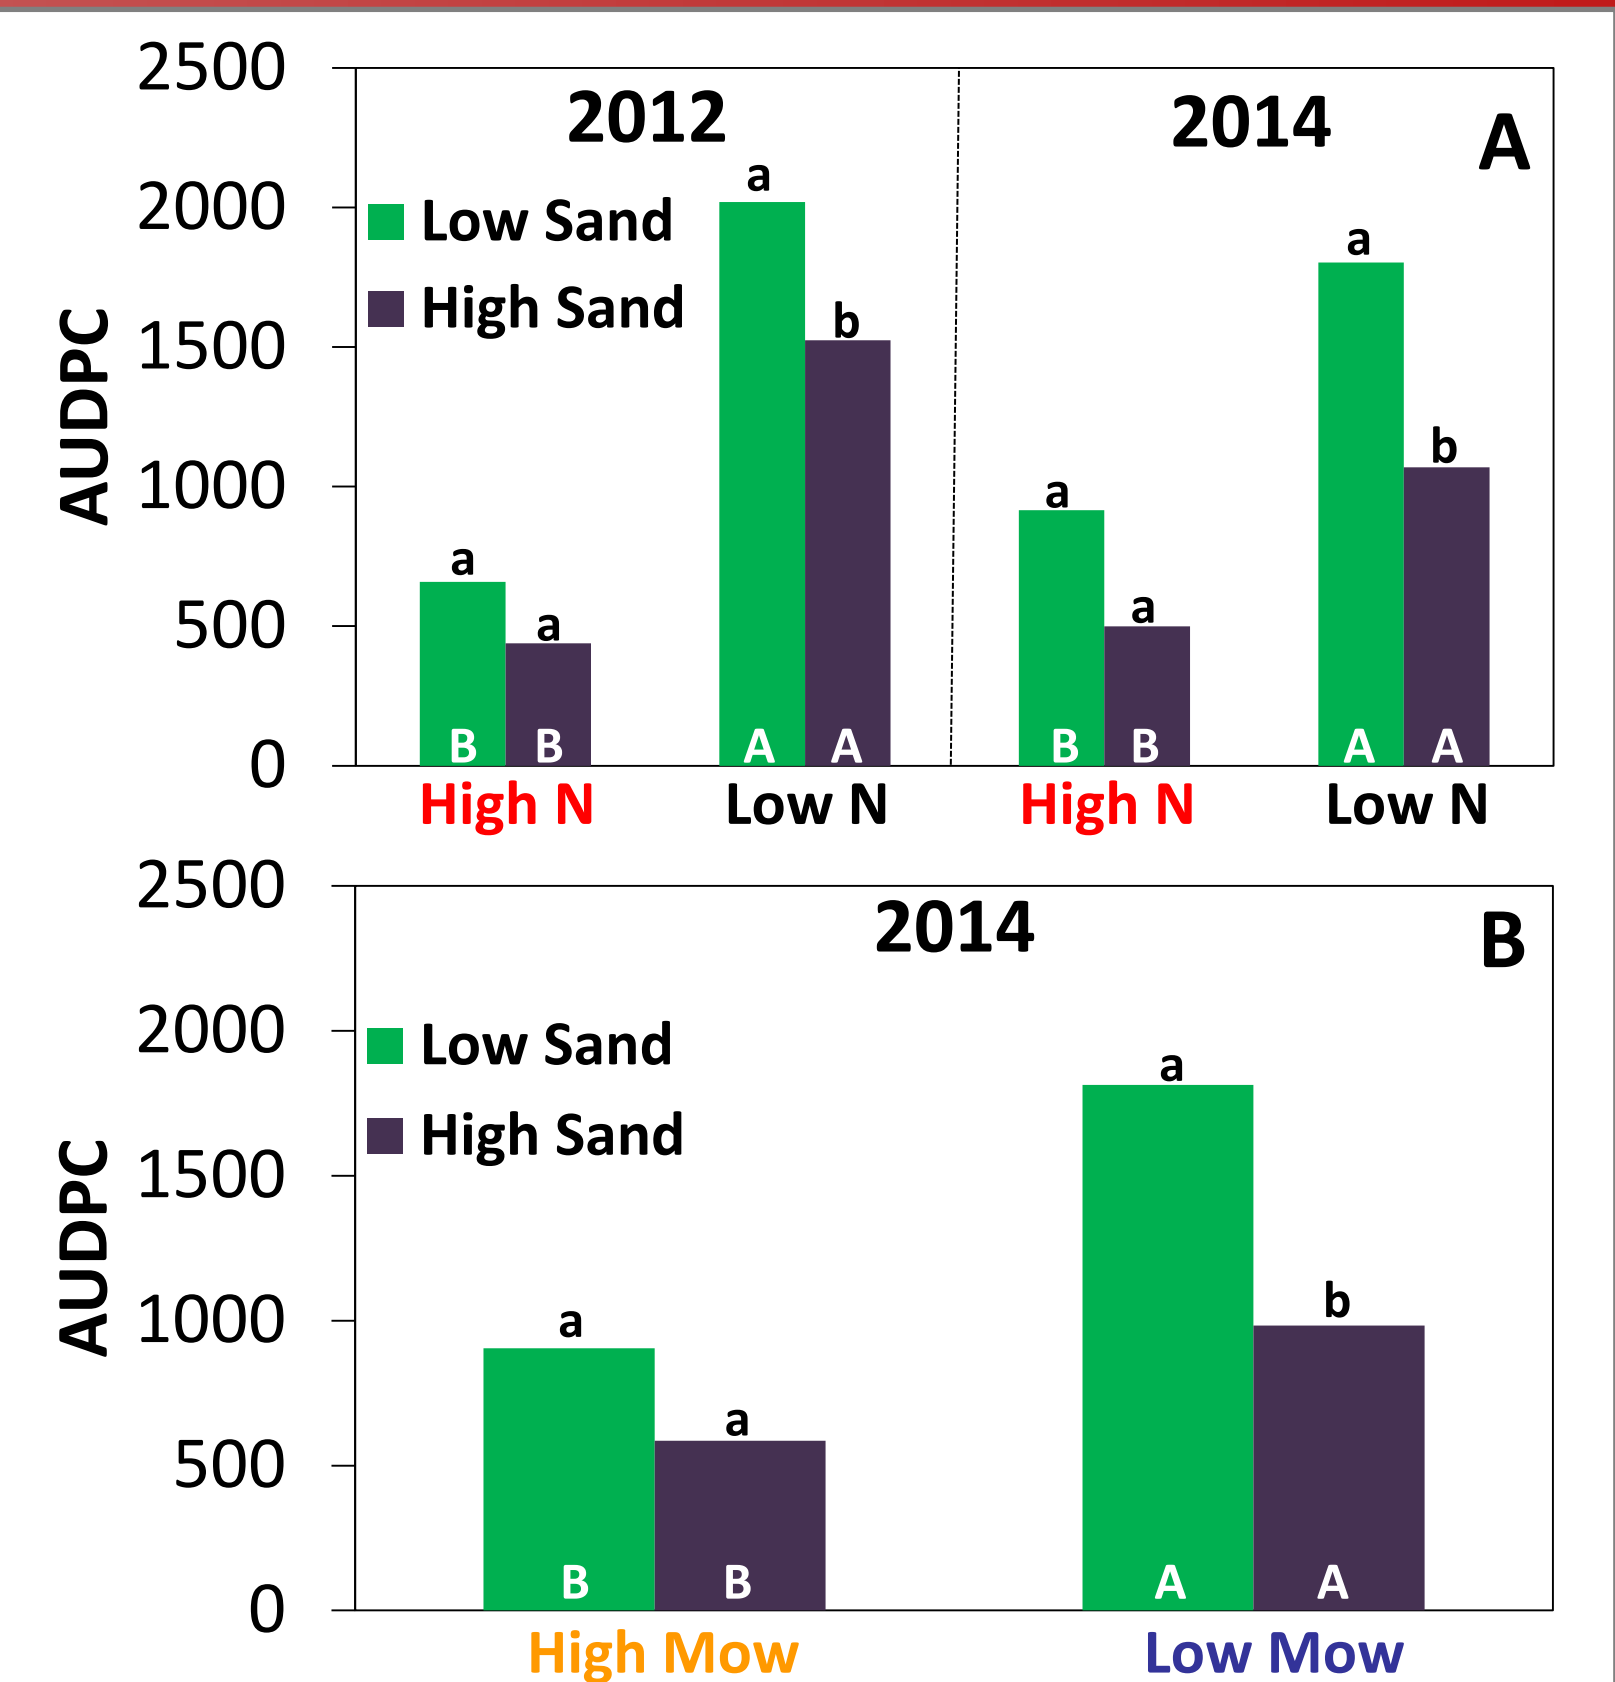 2500
2012
2014
A
a
2000
Low Sand
a
High Sand
b
1500
AUDPC
b
1000
a
a
500
a
a
B B A A B B A A
0
High N Low N High N Low N
2500
2014
B
2000
Low Sand
a
High Sand
1500
AUDPC
b
1000
a
a
500
B B A A
0
High Mow Low Mow